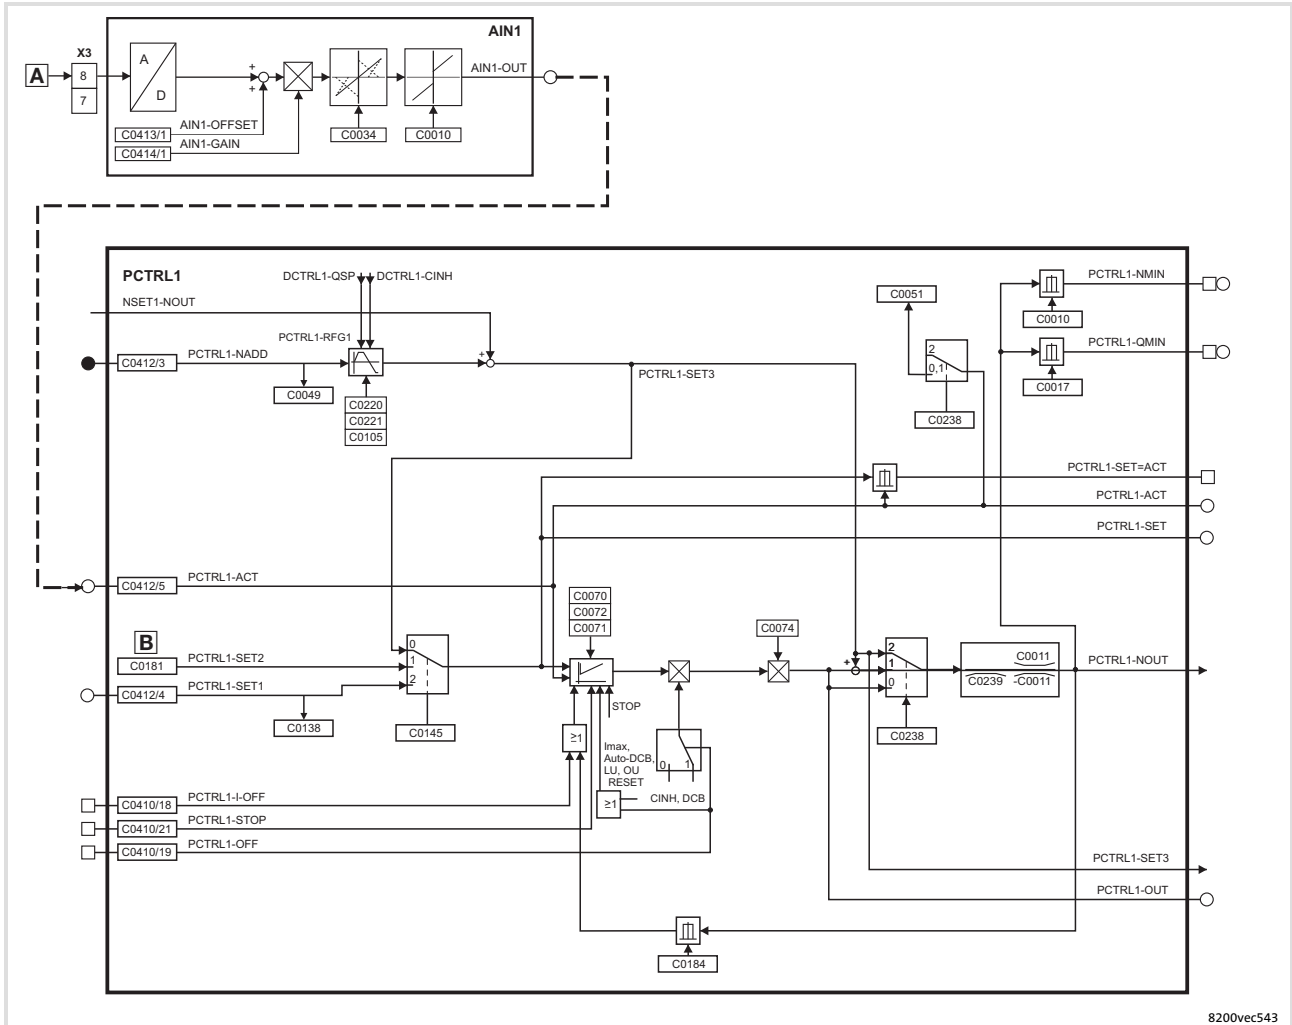 AIN1
X3
A
8
7
A
D
AIN1-OUT
AIN1-OFFSET
C0413/1
AIN1-GAIN
C0414/1
C0034
C0010
+
+
PCTRL1
DCTRL1-QSP
DCTRL1-CINH
NSET1-NOUT
PCTRL1-RFG1
C0412/3
PCTRL1-NADD
C0049
C0220
C0221
C0105
+
PCTRL1-SET3
C0051
2
0,1
C0238
C0010
PCTRL1-NMIN
C0017
PCTRL1-QMIN
PCTRL1-SET=ACT
PCTRL1-ACT
PCTRL1-SET
C0412/5
PCTRL1-ACT
B
C0181
PCTRL1-SET2
C0412/4
PCTRL1-SET1
C0138
0
1
2
C0145
C0070
C0072
C0071
STOP
C0074
+
2
1
0
C0238
C0011
C0239
-C0011
PCTRL1-NOUT
≥1
Imax,
Auto-DCB,
LU, OU
RESET
≥1
CINH, DCB
0
1
C0410/18
PCTRL1-I-OFF
C0410/21
PCTRL1-STOP
C0410/19
PCTRL1-OFF
PCTRL1-SET3
PCTRL1-OUT
C0184
8200vec543